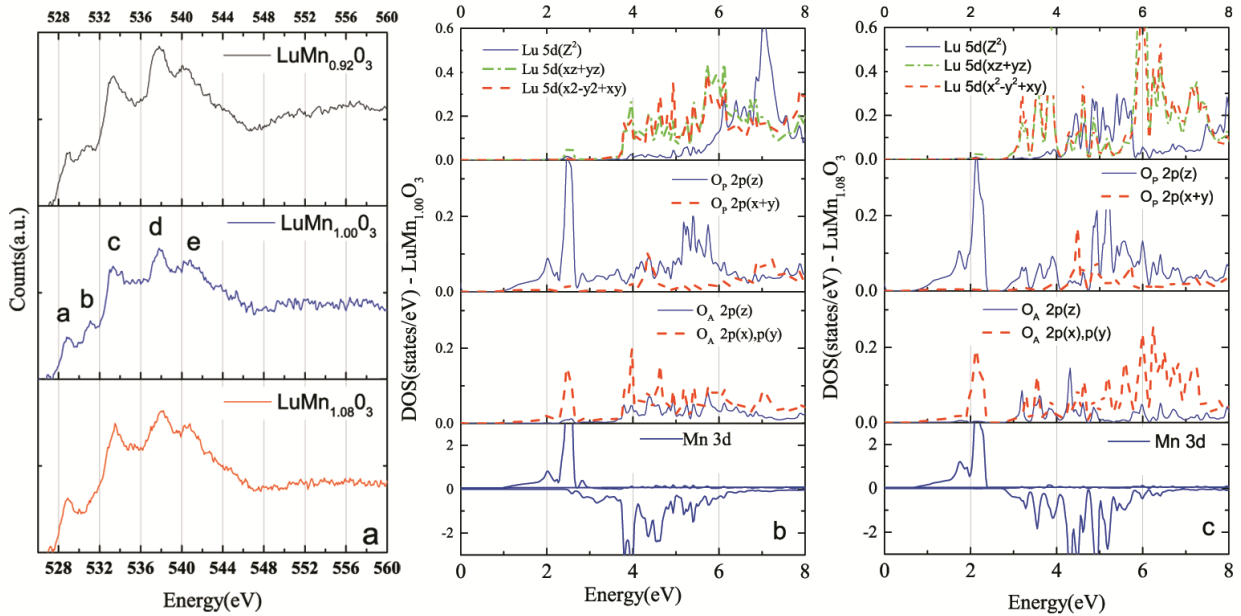 528 532 536 540 544 548 552 556 560
LuMn0.92O3
LuMn1.00O3
a
b
c
d
e
LuMn1.08O3
a
Counts(a.u.)
528 532 536 540 544 548 552 556 560
Energy(eV)
0 2 4 6 8
Lu 5d(Z²)
Lu 5d(xz+yz)
Lu 5d(x2-y2+xy)
0.6
0.4
0.2
0.0
OP 2p(z)
OP 2p(x+y)
0.2
0.0
OA 2p(z)
OA 2p(x),p(y)
0.2
0.0
Mn 3d
2
0
-2
b
DOS(states/eV) - LuMn1.00O3
0 2 4 6 8
Energy(eV)
0 2 4 6 8
Lu 5d(Z²)
Lu 5d(xz+yz)
Lu 5d(x²-y²+xy)
0.6
0.4
0.2
0.0
OP 2p(z)
OP 2p(x+y)
0.2
0.0
OA 2p(z)
OA 2p(x),p(y)
0.2
0.0
Mn 3d
2
0
-2
c
DOS(states/eV) - LuMn1.08O3
0 2 4 6 8
Energy(eV)